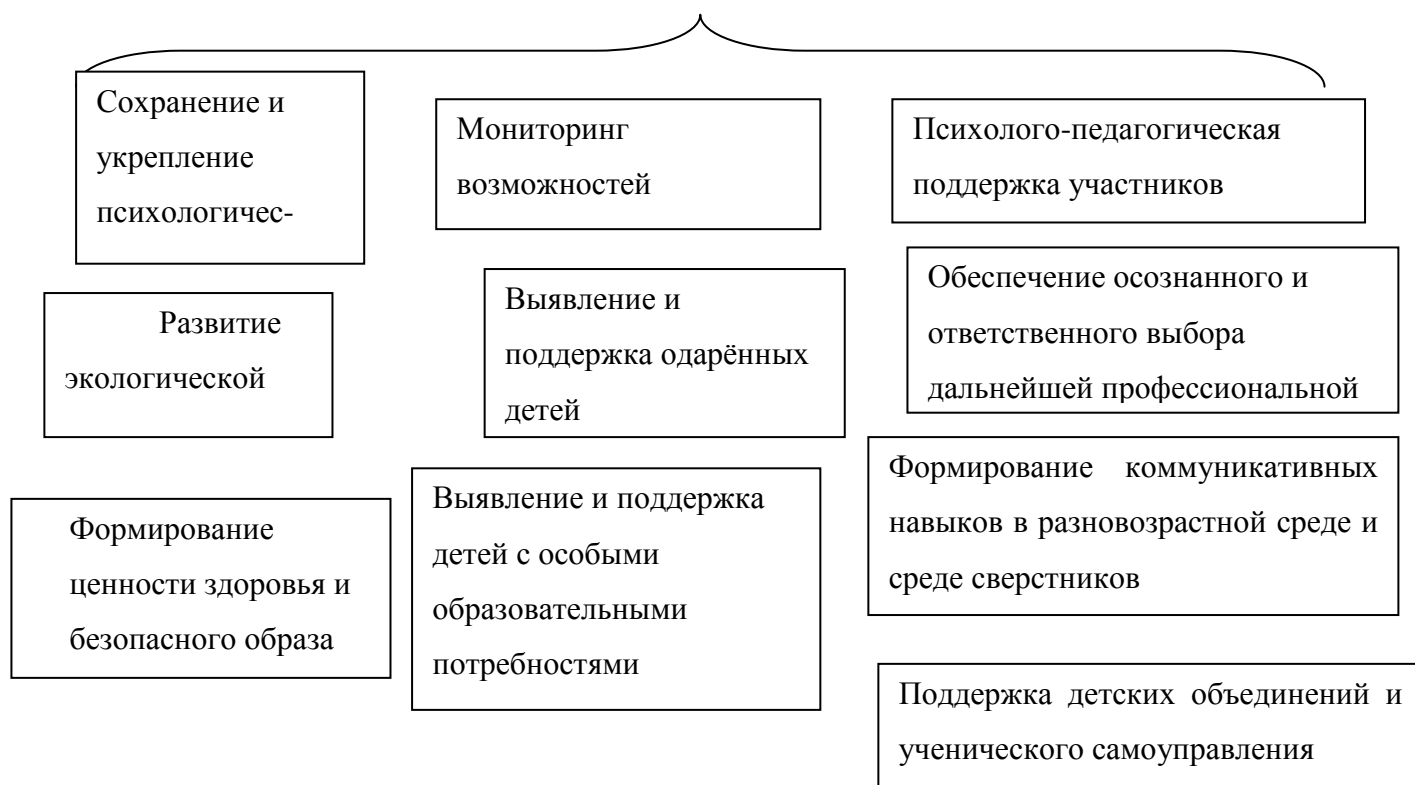 Сохранение и
укрепление
психологичес-
Мониторинг
возможностей
Психолого-педагогическая
поддержка участников
Развитие
экологической
Выявление и
поддержка одарённых
детей
Обеспечение осознанного и
ответственного выбора
дальнейшей профессиональной
Формирование
ценности здоровья и
безопасного образа
Выявление и поддержка
детей с особыми
образовательными
потребностями
Формирование коммуникативных
навыков в разновозрастной среде и
среде сверстников
Поддержка детских объединений и
ученического самоуправления